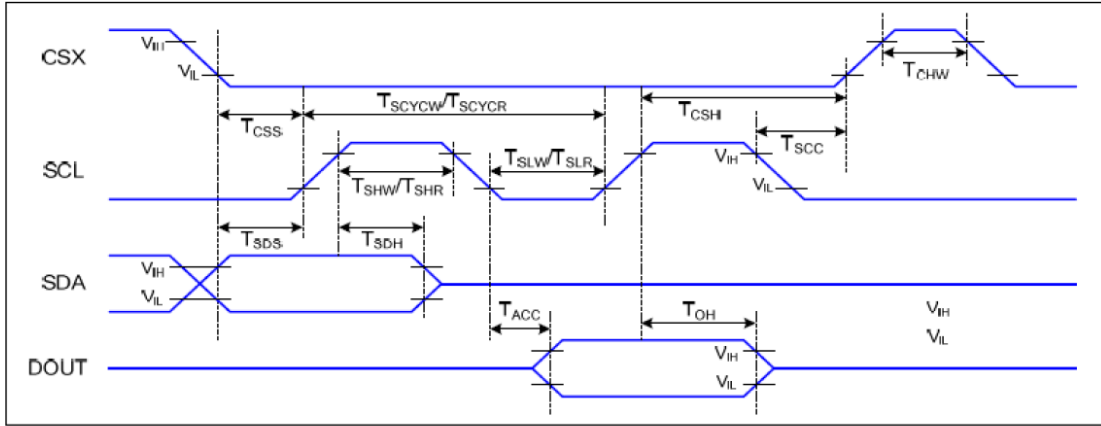 CSX
VIH
VIL
TCHW
TSCYCW/TSCYCR
TCSS
TCSH
TSCC
SCL
TSLW/TSLR
VIH
TSHW/TSHR
VIL
TSDS
TSDH
SDA
VIH
VIL
TACC
TOH
VIH
VIL
DOUT
VIH
VIL